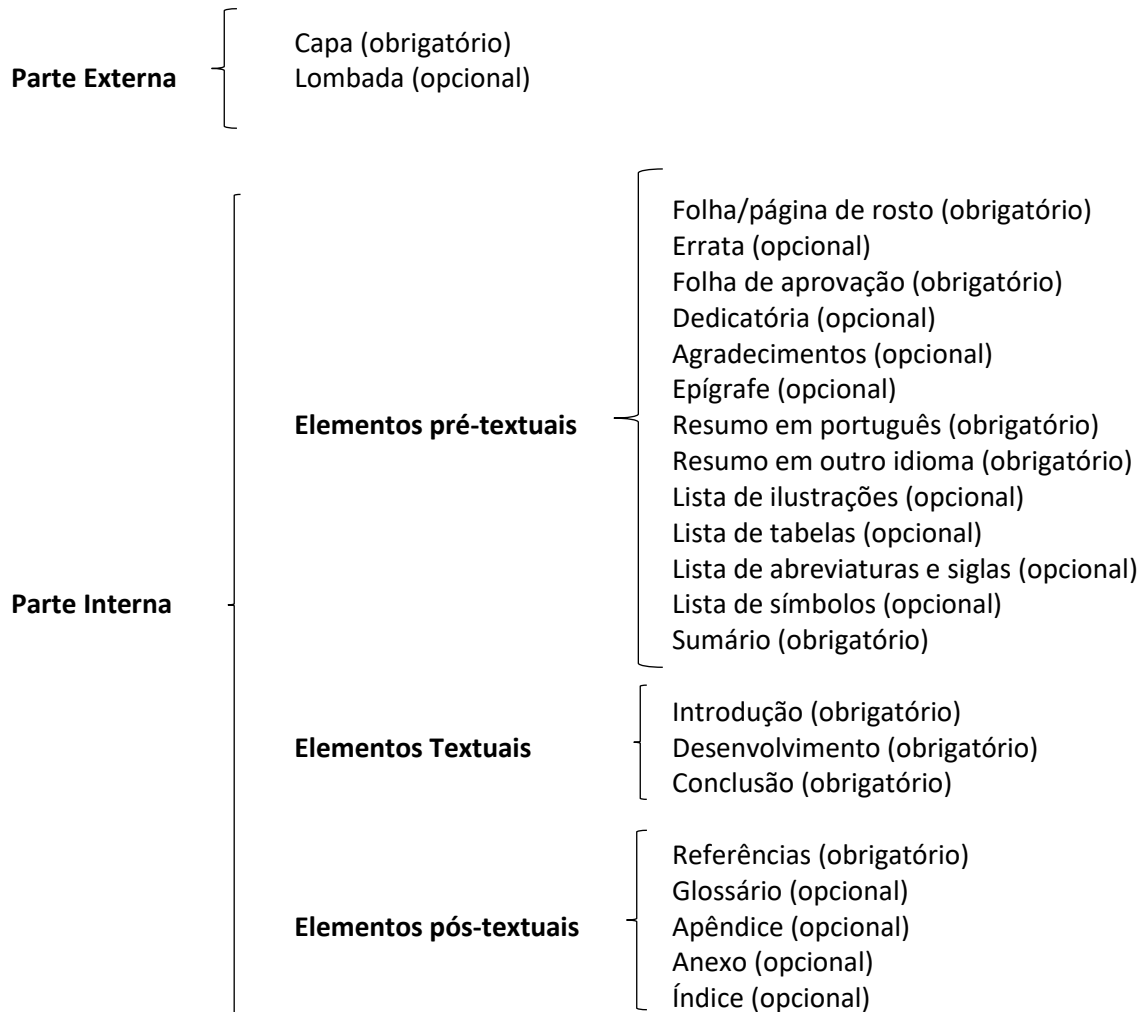 Capa (obrigatório)
Parte Externa
Lombada (opcional)
Folha/página de rosto (obrigatório)
Errata (opcional)
Folha de aprovação (obrigatório)
Dedicatória (opcional)
Agradecimentos (opcional)
Epígrafe (opcional)
Elementos pré-textuais
Resumo em português (obrigatório)
Resumo em outro idioma (obrigatório)
Lista de ilustrações (opcional)
Lista de tabelas (opcional)
Lista de abreviaturas e siglas (opcional)
Parte Interna
Lista de símbolos (opcional)
Sumário (obrigatório)
Introdução (obrigatório)
Elementos Textuais
Desenvolvimento (obrigatório)
Conclusão (obrigatório)
Referências (obrigatório)
Glossário (opcional)
Elementos pós-textuais
Apêndice (opcional)
Anexo (opcional)
Índice (opcional)